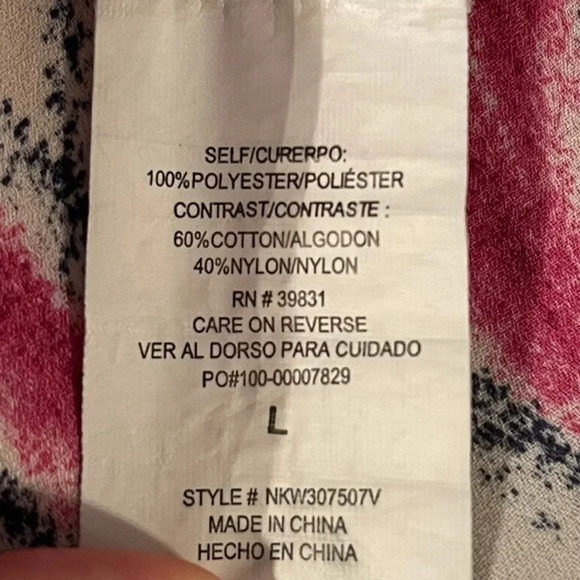 SELF/CURERPO:
100%POLYESTER/POLIÉSTER
CONTRAST/CONTRASTE :
60%COTTON/ALGODON
40%NYLON/NYLON
RN # 39831
CARE ON REVERSE
VER AL DORSO PARA CUIDADO
PO#100-00007829
L
STYLE # NKW307507V
MADE IN CHINA
HECHO EN CHINA